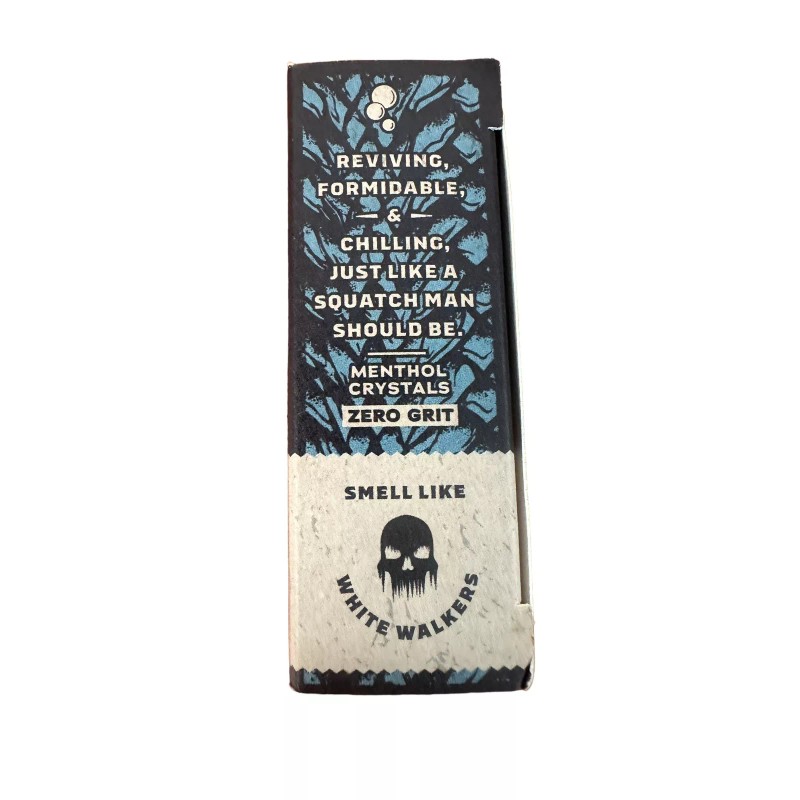 REVIVING,
FORMIDABLE,
&
CHILLING,
JUST LIKE A
SQUATCH MAN
SHOULD BE.
MENTHOL
CRYSTALS
ZERO GRIT
SMELL LIKE
WHITE WALKERS